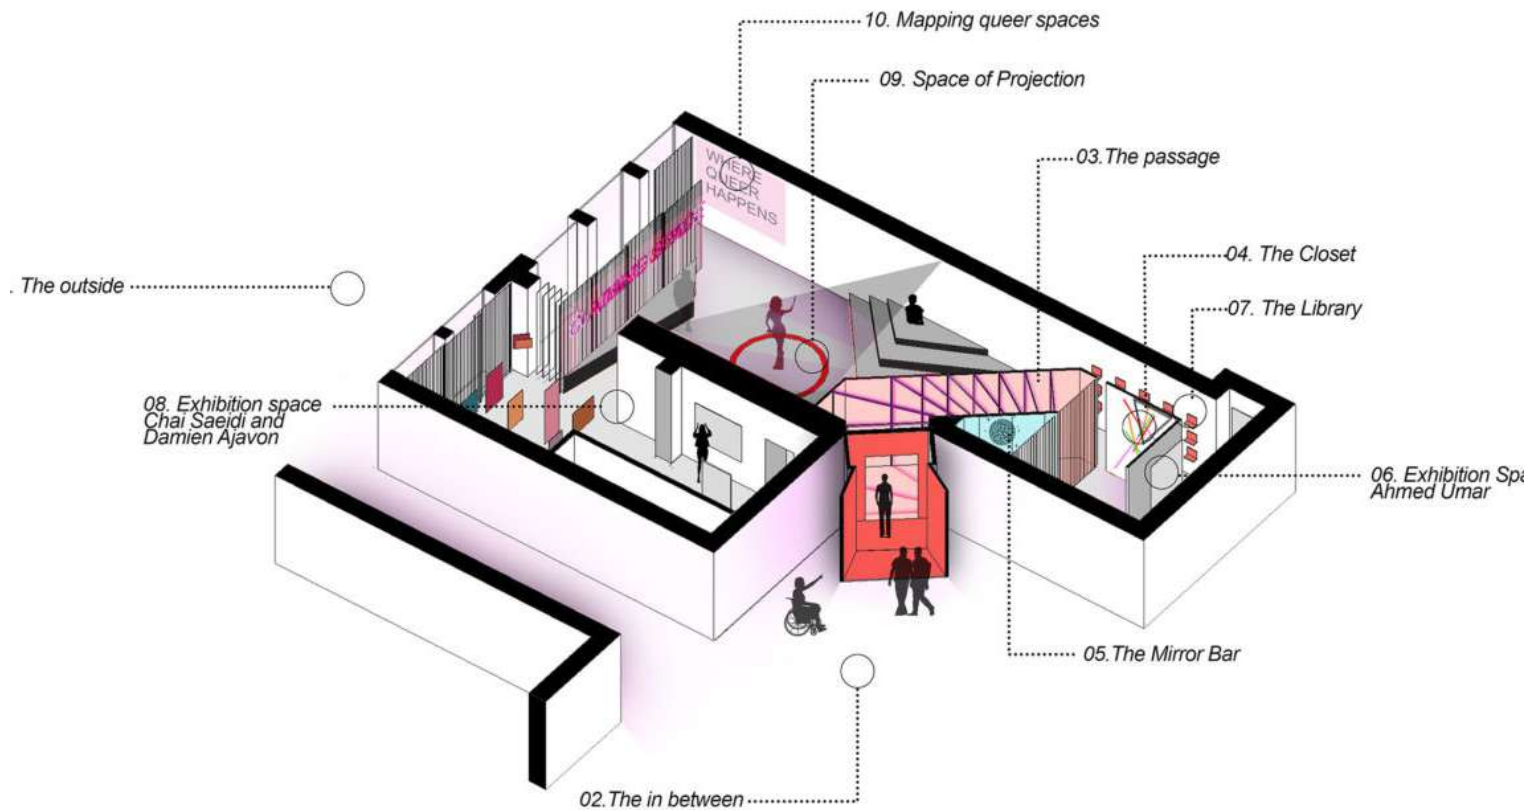 10. Mapping queer spaces
09. Space of Projection
03.The passage
WHERE
QUEER
HAPPENS
04. The Closet
. The outside
07. The Library
08. Exhibition space
Chai Saeidi and
Damien Ajavon
06. Exhibition Spa
Ahmed Umar
05.The Mirror Bar
02.The in between